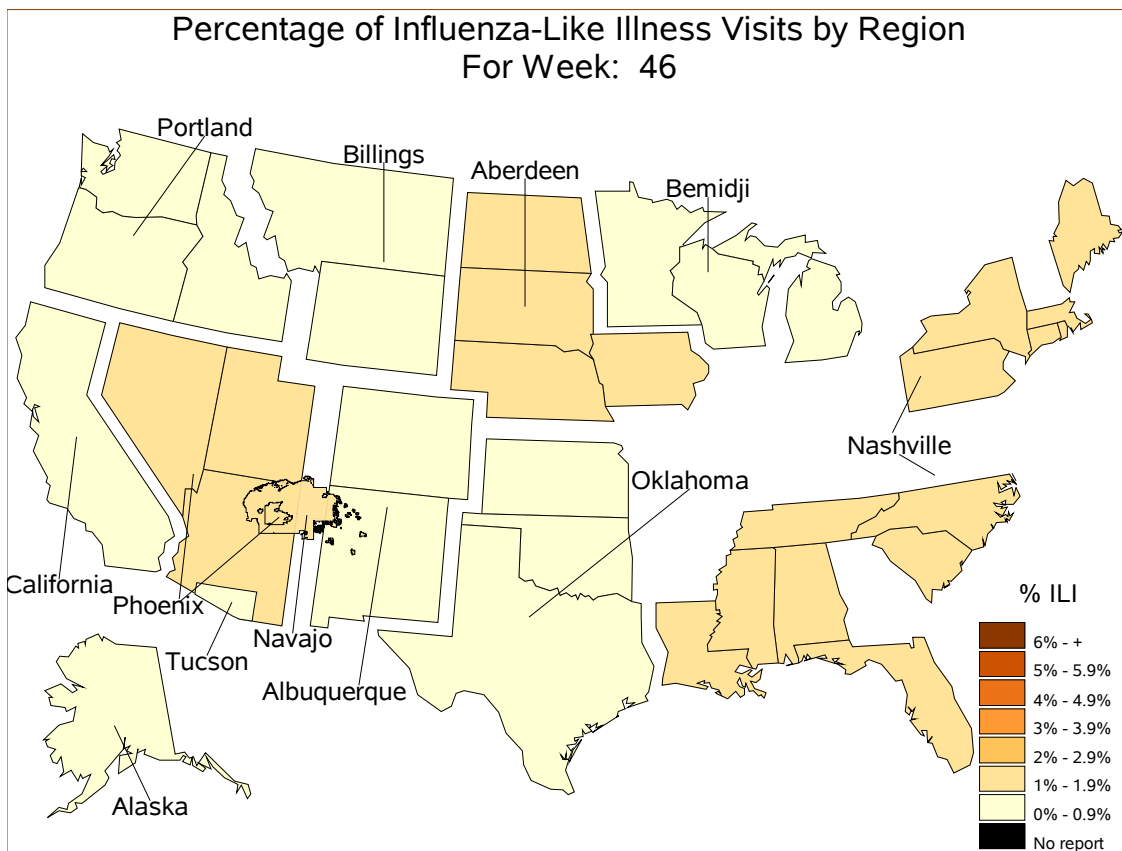 Percentage of Influenza-Like Illness Visits by Region
For Week: 46
Portland
Billings
Aberdeen
Bemidji
Nashville
Oklahoma
California
Phoenix
Navajo
Tucson
Albuquerque
Alaska
% ILI
6% - +
5% - 5.9%
4% - 4.9%
3% - 3.9%
2% - 2.9%
1% - 1.9%
0% - 0.9%
No report